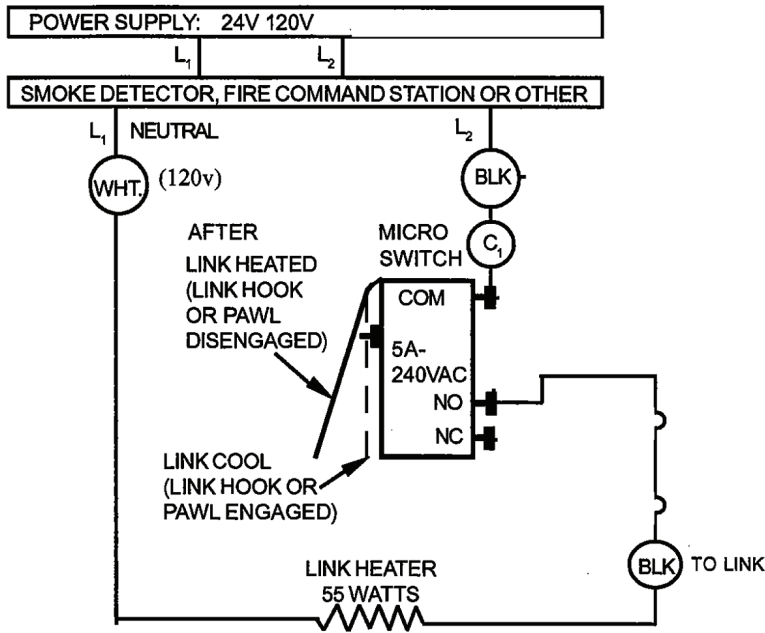 POWER SUPPLY: 24V 120V
L1
L2
SMOKE DETECTOR, FIRE COMMAND STATION OR OTHER
L1 NEUTRAL
L2
WHT. (120v)
BLK
C1
AFTER
LINK HEATED
(LINK HOOK
OR PAWL
DISENGAGED)
MICRO
SWITCH
COM
5A-
240VAC
NO
NC
LINK COOL
(LINK HOOK OR
PAWL ENGAGED)
BLK TO LINK
LINK HEATER
55 WATTS